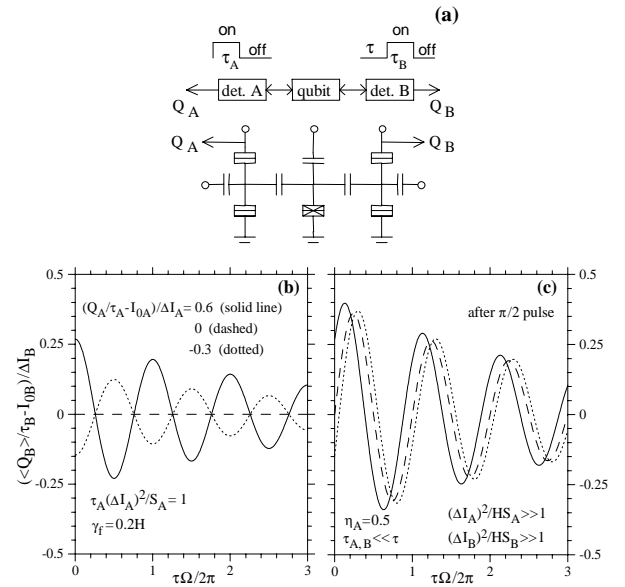 (a)
on
on
τ_A
off
τ
τ_B
off
det. A
qubit
det. B
Q_A
Q_B
Q_A
Q_B
(b)
(<Q_B>/τ_B-I_0B)/ΔI_B
0.5
0.25
0
-0.25
-0.5
(Q_A/τ_A-I_0A)/ΔI_A= 0.6 (solid line)
0 (dashed)
-0.3 (dotted)
τ_A(ΔI_A)²/S_A= 1
γ_f = 0.2H
0 1 2 3
τΩ/2π
(c)
after π/2 pulse
η_A=0.5
τ_A,B<<τ
(ΔI_A)²/HS_A>>1
(ΔI_B)²/HS_B>>1
0.5
0.25
0
-0.25
-0.5
0 1 2 3
τΩ/2π